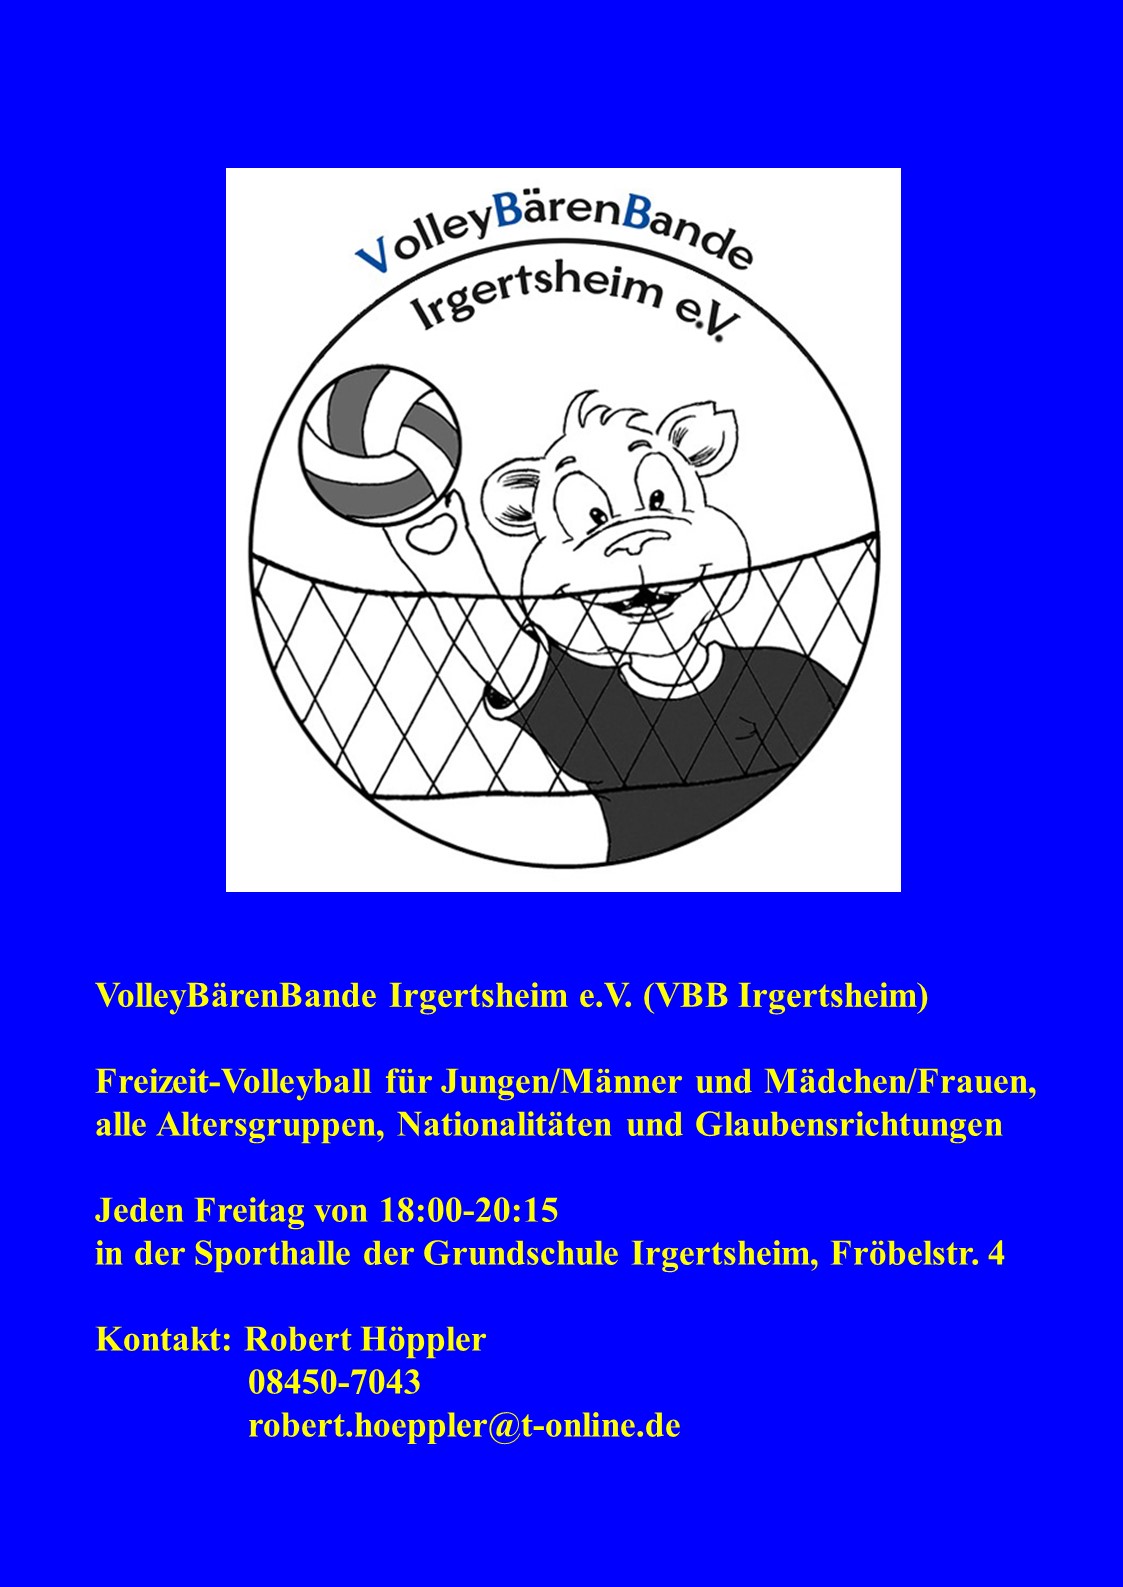 VolleyBärenBande
Irgertsheim e.V.
VolleyBärenBande Irgertsheim e.V. (VBB Irgertsheim)
Freizeit-Volleyball für Jungen/Männer und Mädchen/Frauen,
alle Altersgruppen, Nationalitäten und Glaubensrichtungen
Jeden Freitag von 18:00-20:15
in der Sporthalle der Grundschule Irgertsheim, Fröbelstr. 4
Kontakt: Robert Höppler
08450-7043
robert.hoeppler@t-online.de